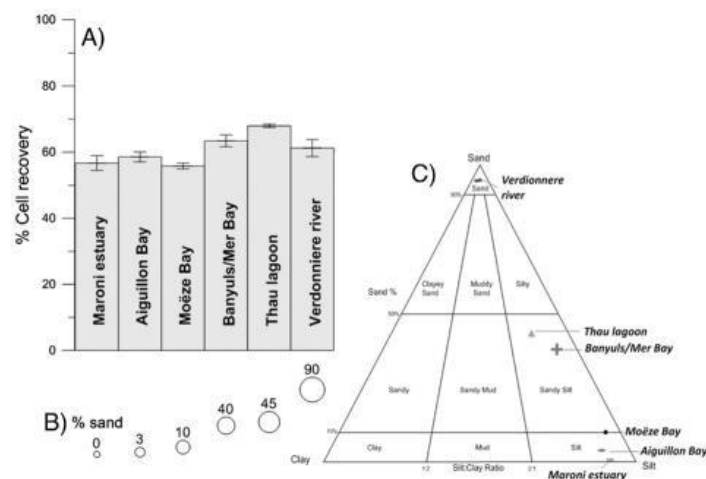 A)
100
80
60
40
20
0
% Cell recovery
Maroni estuary
Aiguillon Bay
Moëze Bay
Banyuls/Mer Bay
Thau lagoon
Verdonniere river
B)
% sand
0
3
10
40
45
90
C)
Sand
Verdionnere
river
90%
Sand
Sand %
Clayey
Sand
Muddy
Sand
Silty
50%
Thau lagoon
Banyuls/Mer Bay
Sandy
Sandy Mud
Sandy Silt
10%
Moëze Bay
Clay
Mud
Silt
Aiguillon Bay
Clay
1:2
Silt:Clay Ratio
2:1
Silt
Maroni estuary